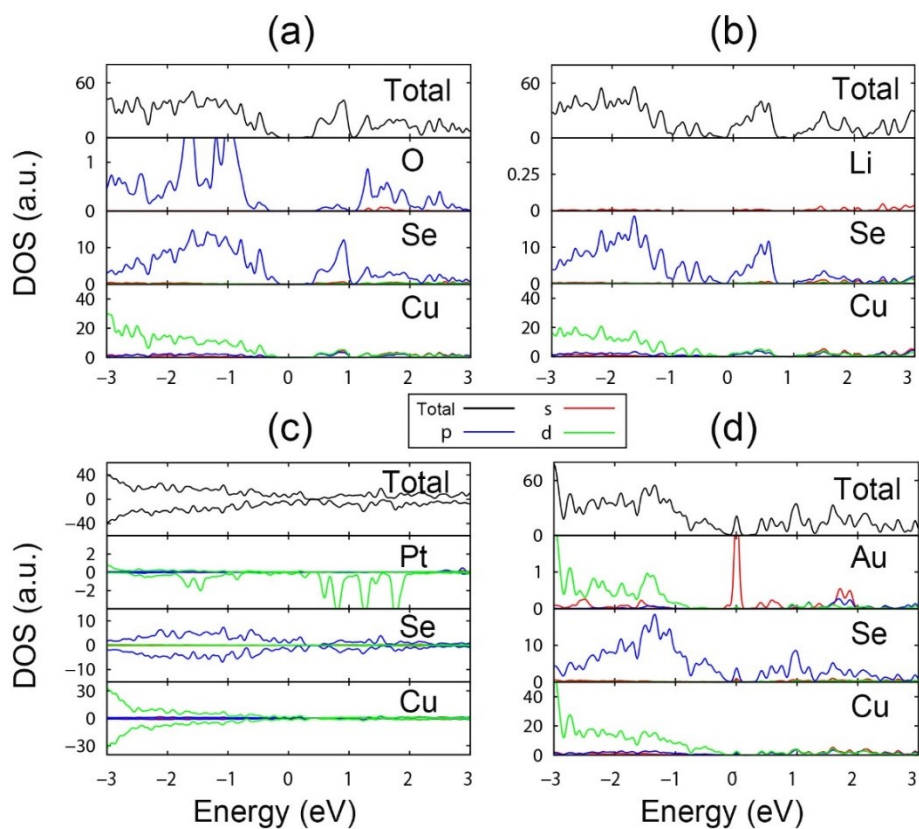 (a)
(b)
60
0
Total
1
0
O
10
0
Se
40
20
0
Cu
−3 −2 −1 0 1 2 3
DOS (a.u.)
60
0
Total
0.25
0
Li
10
0
Se
40
20
0
Cu
−3 −2 −1 0 1 2 3
Total s
p d
(c)
(d)
40
0
−40
Total
2
0
−2
Pt
10
0
−10
Se
30
0
−30
Cu
−3 −2 −1 0 1 2 3
Energy (eV)
DOS (a.u.)
60
0
Total
1
0
Au
10
0
Se
40
20
0
Cu
−3 −2 −1 0 1 2 3
Energy (eV)